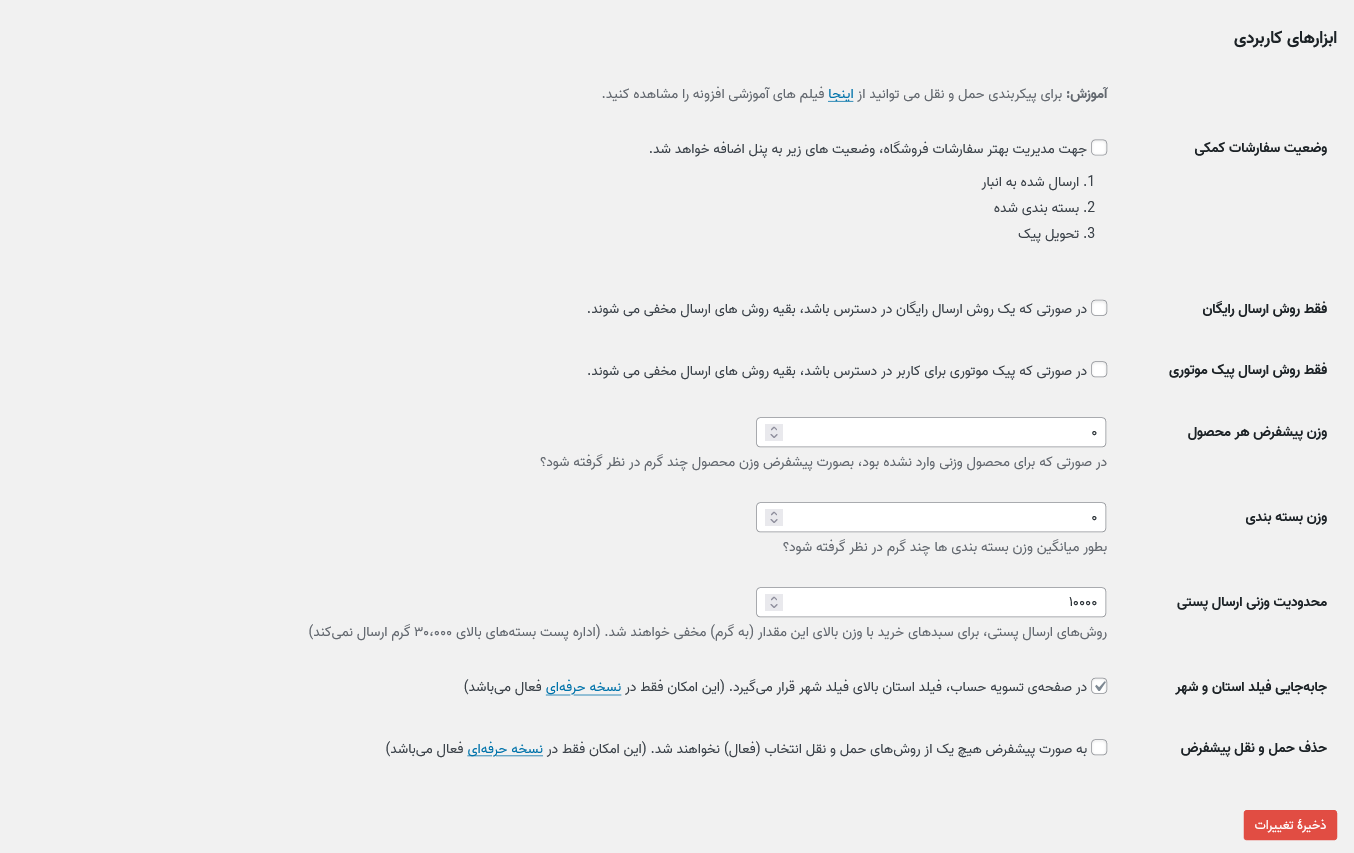 ابزارهای کاربردی
آموزش: برای پیکربندی حمل و نقل می توانید از اینجا فیلم های آموزشی افزونه را مشاهده کنید.
وضعیت سفارشات کمکی
جهت مدیریت بهتر سفارشات فروشگاه، وضعیت های زیر به پنل اضافه خواهد شد.
1. ارسال شده به انبار
2. بسته بندی شده
3. تحویل پیک
فقط روش ارسال رایگان
در صورتی که یک روش ارسال رایگان در دسترس باشد، بقیه روش های ارسال مخفی می شوند.
فقط روش ارسال پیک موتوری
در صورتی که پیک موتوری برای کاربر در دسترس باشد، بقیه روش های ارسال مخفی می شوند.
وزن پیشفرض هر محصول
۰
در صورتی که برای محصول وزنی وارد نشده بود، بصورت پیشفرض وزن محصول چند گرم در نظر گرفته شود؟
وزن بسته بندی
۰
بطور میانگین وزن بسته بندی ها چند گرم در نظر گرفته شود؟
محدودیت وزنی ارسال پستی
۱۰۰۰۰
روش‌های ارسال پستی، برای سبدهای خرید با وزن بالای این مقدار (به گرم) مخفی خواهند شد. (اداره پست بسته‌های بالای ۳۰،۰۰۰ گرم ارسال نمی‌کند)
جابه‌جایی فیلد استان و شهر
در صفحه‌ی تسویه حساب، فیلد استان بالای فیلد شهر قرار می‌گیرد. (این امکان فقط در نسخه حرفه‌ای فعال می‌باشد)
حذف حمل و نقل پیشفرض
به صورت پیشفرض هیچ یک از روش‌های حمل و نقل انتخاب (فعال) نخواهند شد. (این امکان فقط در نسخه حرفه‌ای فعال می‌باشد)
ذخیرهٔ تغییرات